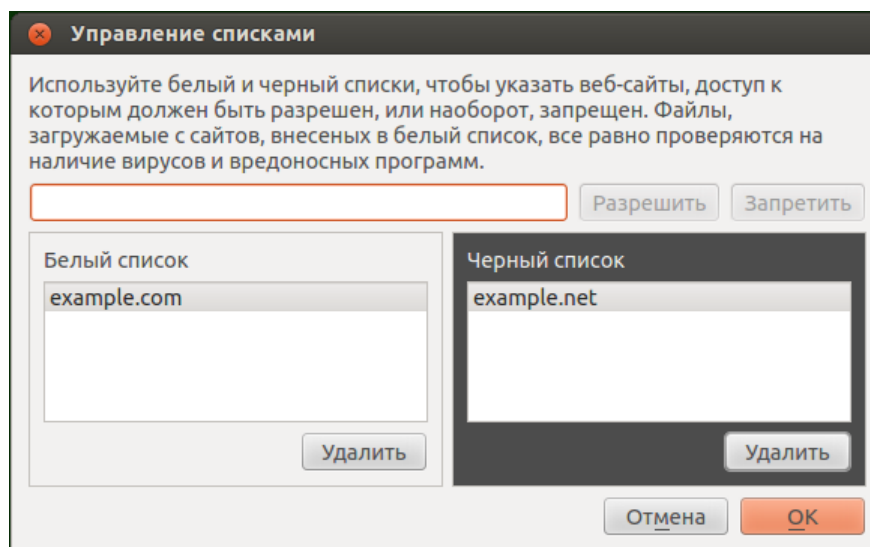 Управление списками
Используйте белый и черный списки, чтобы указать веб-сайты, доступ к
которым должен быть разрешен, или наоборот, запрещен. Файлы,
загружаемые с сайтов, внесеных в белый список, все равно проверяются на
наличие вирусов и вредоносных программ.
Разрешить Запретить
Белый список Черный список
example.com example.net
Удалить Удалить
Отмена ОК